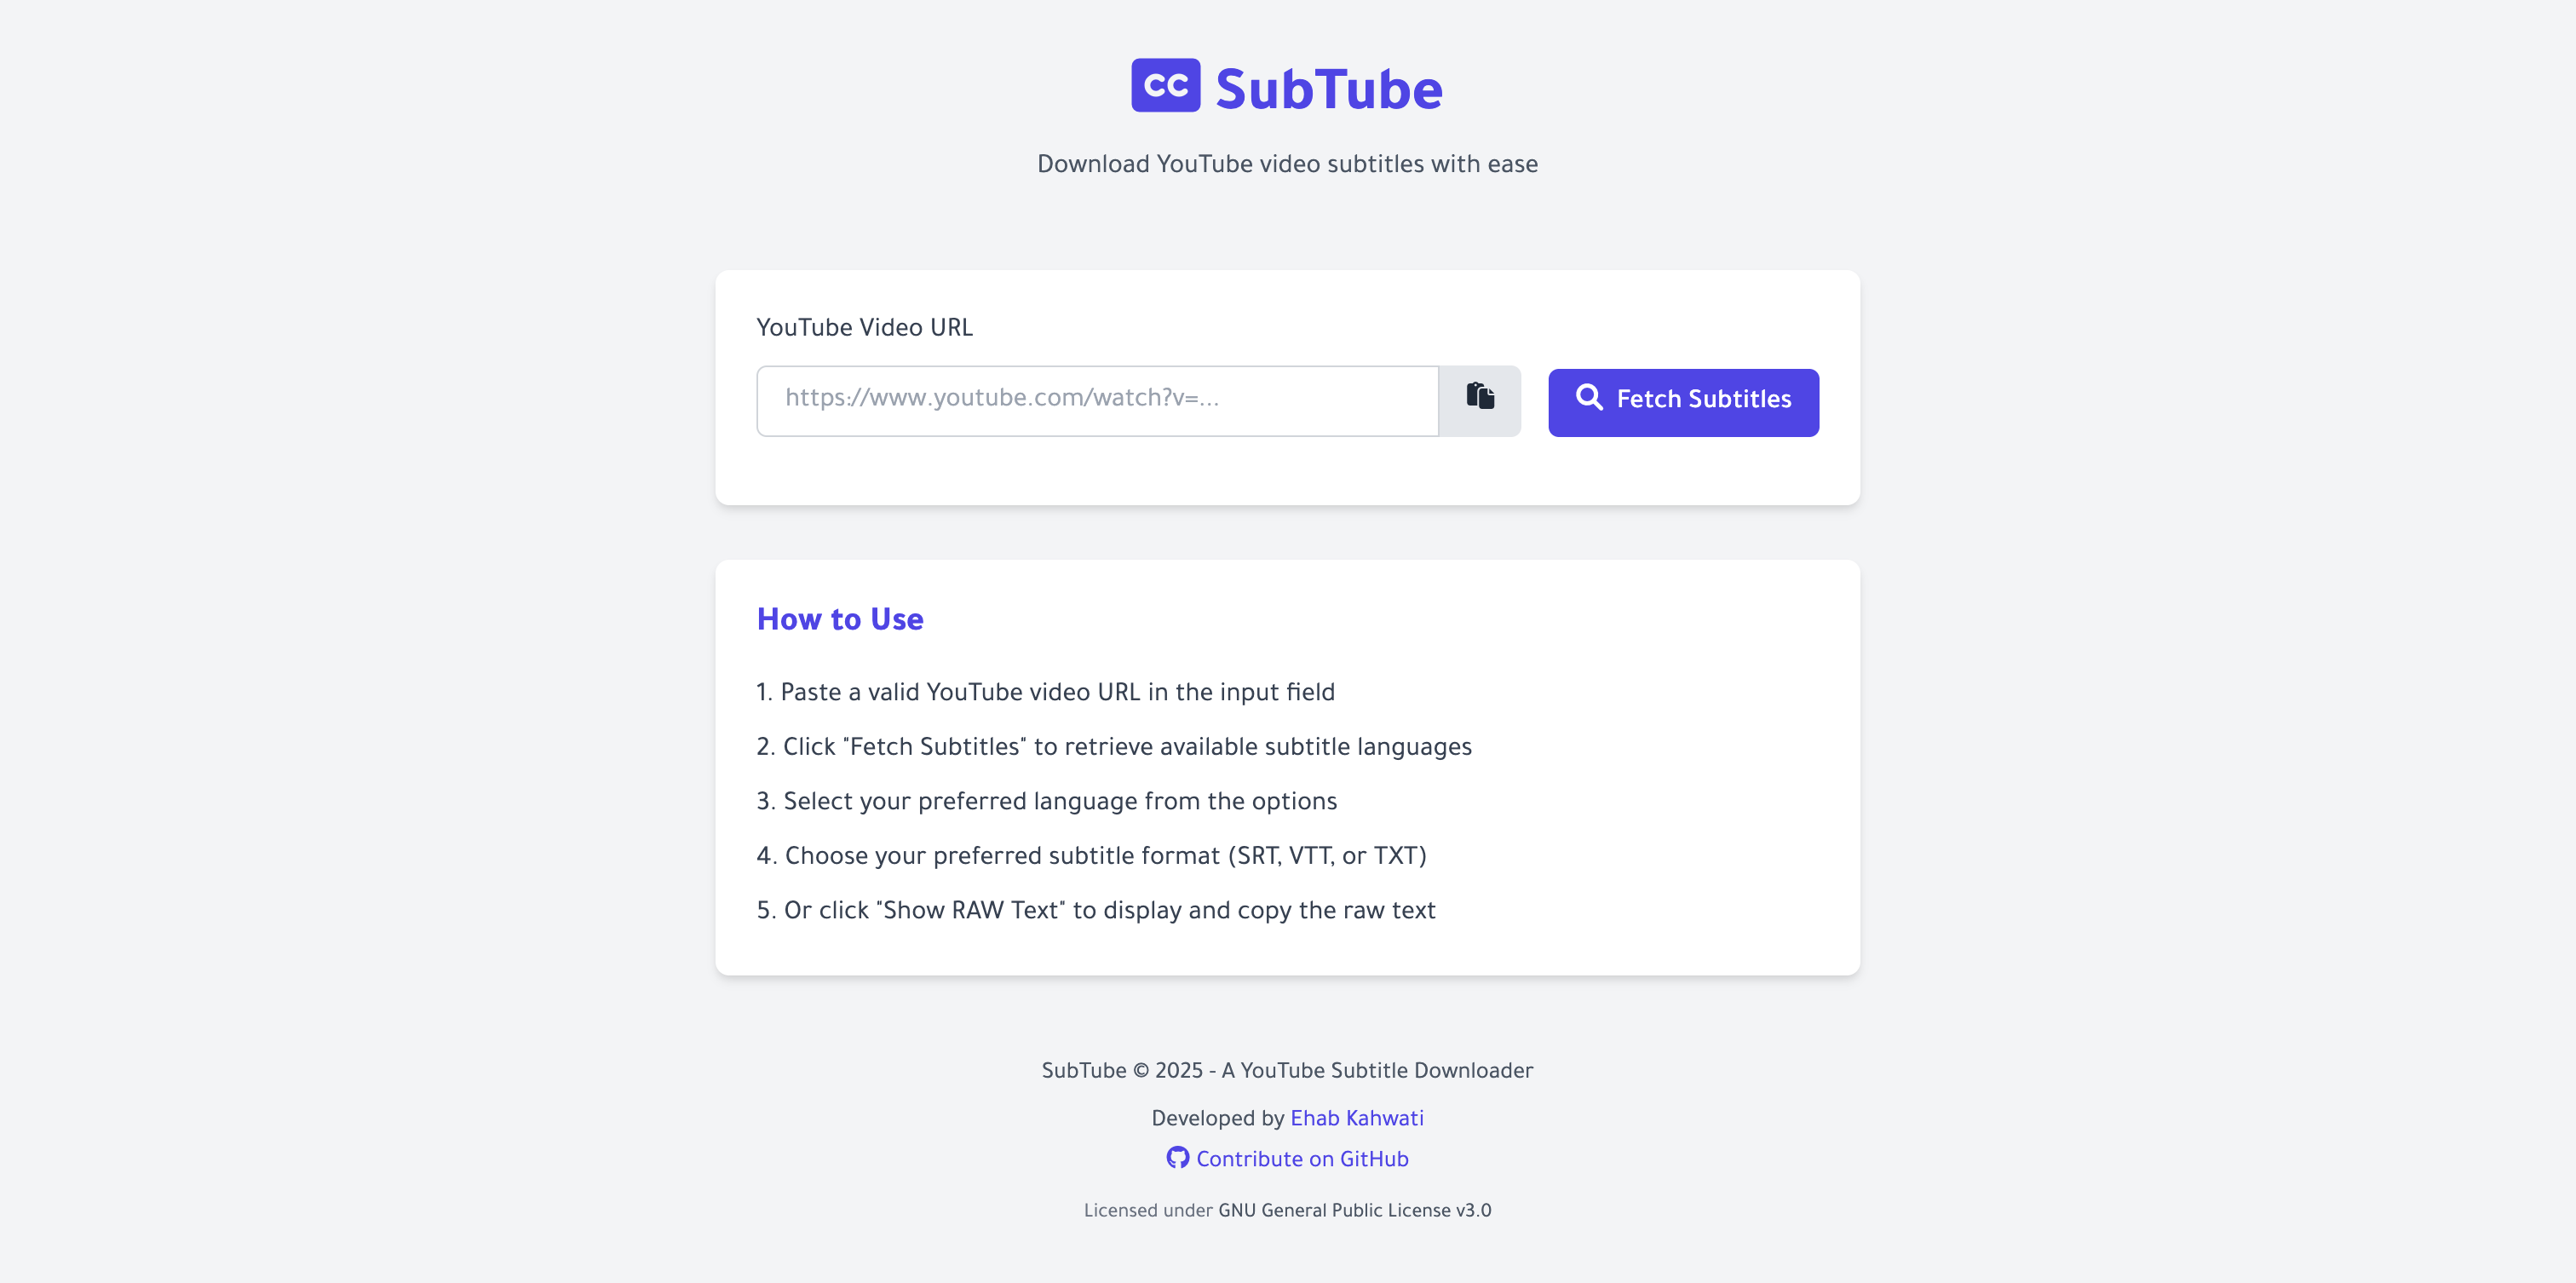 CC SubTube
Download YouTube video subtitles with ease
YouTube Video URL
https://www.youtube.com/watch?v=...
Fetch Subtitles
How to Use
1. Paste a valid YouTube video URL in the input field
2. Click "Fetch Subtitles" to retrieve available subtitle languages
3. Select your preferred language from the options
4. Choose your preferred subtitle format (SRT, VTT, or TXT)
5. Or click "Show RAW Text" to display and copy the raw text
SubTube © 2025 - A YouTube Subtitle Downloader
Developed by Ehab Kahwati
Contribute on GitHub
Licensed under GNU General Public License v3.0